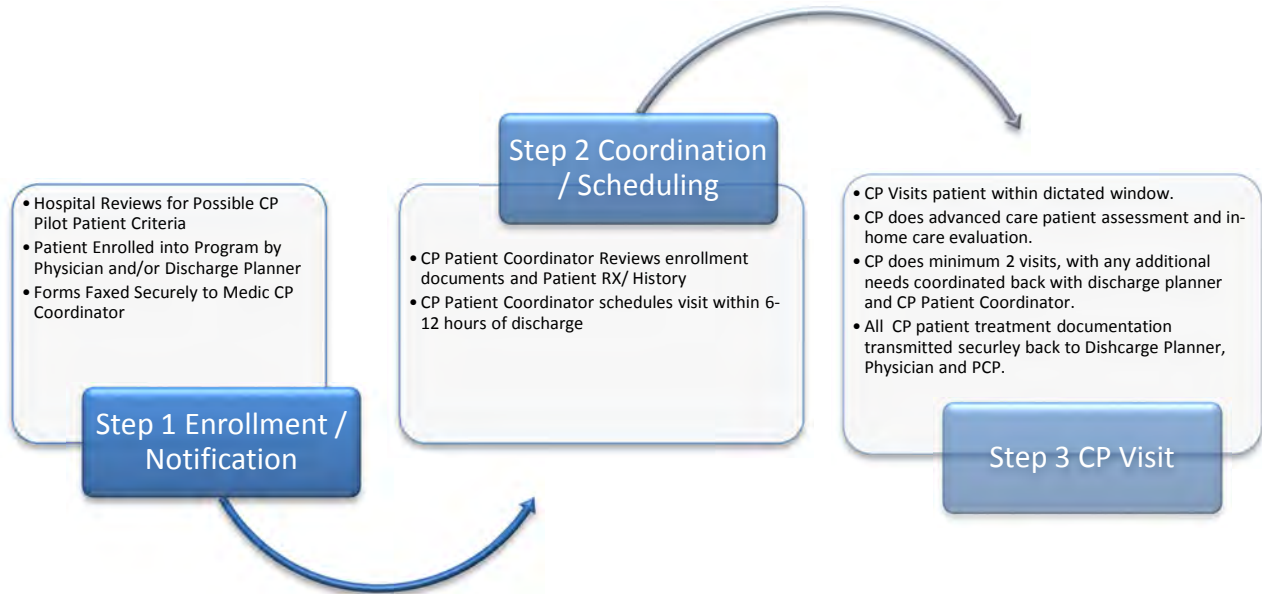 • Hospital Reviews for Possible CP
Pilot Patient Criteria
• Patient Enrolled into Program by
Physician and/or Discharge Planner
• Forms Faxed Securely to Medic CP
Coordinator
Step 1 Enrollment /
Notification
Step 2 Coordination
/ Scheduling
• CP Patient Coordinator Reviews enrollment
documents and Patient RX/ History
• CP Patient Coordinator schedules visit within 6-
12 hours of discharge
• CP Visits patient within dictated window.
• CP does advanced care patient assessment and in-
home care evaluation.
• CP does minimum 2 visits, with any additional
needs coordinated back with discharge planner
and CP Patient Coordinator.
• All CP patient treatment documentation
transmitted securley back to Dishcarge Planner,
Physician and PCP.
Step 3 CP Visit